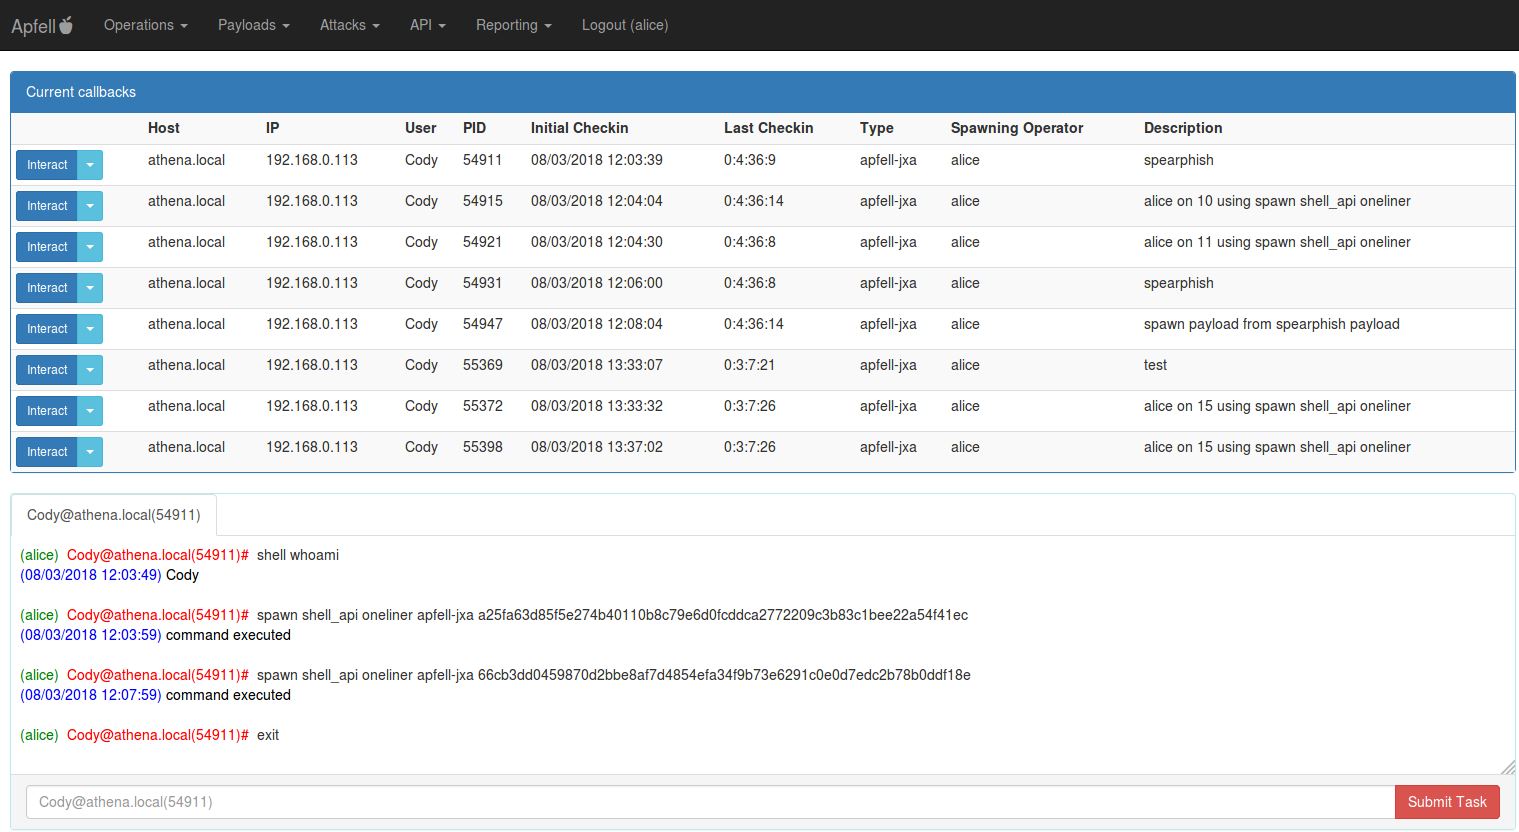 Apfell Operations Payloads Attacks API Reporting Logout (alice)
Current callbacks
Host IP User PID Initial Checkin Last Checkin Type Spawning Operator Description
Interact athena.local 192.168.0.113 Cody 54911 08/03/2018 12:03:39 0:4:36:9 apfell-jxa alice spearphish
Interact athena.local 192.168.0.113 Cody 54915 08/03/2018 12:04:04 0:4:36:14 apfell-jxa alice alice on 10 using spawn shell_api oneliner
Interact athena.local 192.168.0.113 Cody 54921 08/03/2018 12:04:30 0:4:36:8 apfell-jxa alice alice on 11 using spawn shell_api oneliner
Interact athena.local 192.168.0.113 Cody 54931 08/03/2018 12:06:00 0:4:36:8 apfell-jxa alice spearphish
Interact athena.local 192.168.0.113 Cody 54947 08/03/2018 12:08:04 0:4:36:14 apfell-jxa alice spawn payload from spearphish payload
Interact athena.local 192.168.0.113 Cody 55369 08/03/2018 13:33:07 0:3:7:21 apfell-jxa alice test
Interact athena.local 192.168.0.113 Cody 55372 08/03/2018 13:33:32 0:3:7:26 apfell-jxa alice alice on 15 using spawn shell_api oneliner
Interact athena.local 192.168.0.113 Cody 55398 08/03/2018 13:37:02 0:3:7:26 apfell-jxa alice alice on 15 using spawn shell_api oneliner
Cody@athena.local(54911)
(alice) Cody@athena.local(54911)# shell whoami
(08/03/2018 12:03:49) Cody
(alice) Cody@athena.local(54911)# spawn shell_api oneliner apfell-jxa a25fa63d85f5e274b40110b8c79e6d0fcddca2772209c3b83c1bee22a54f41ec
(08/03/2018 12:03:59) command executed
(alice) Cody@athena.local(54911)# spawn shell_api oneliner apfell-jxa 66cb3dd0459870d2bbe8af7d4854efa34f9b73e6291c0e0d7edc2b78b0ddf18e
(08/03/2018 12:07:59) command executed
(alice) Cody@athena.local(54911)# exit
Cody@athena.local(54911) Submit Task